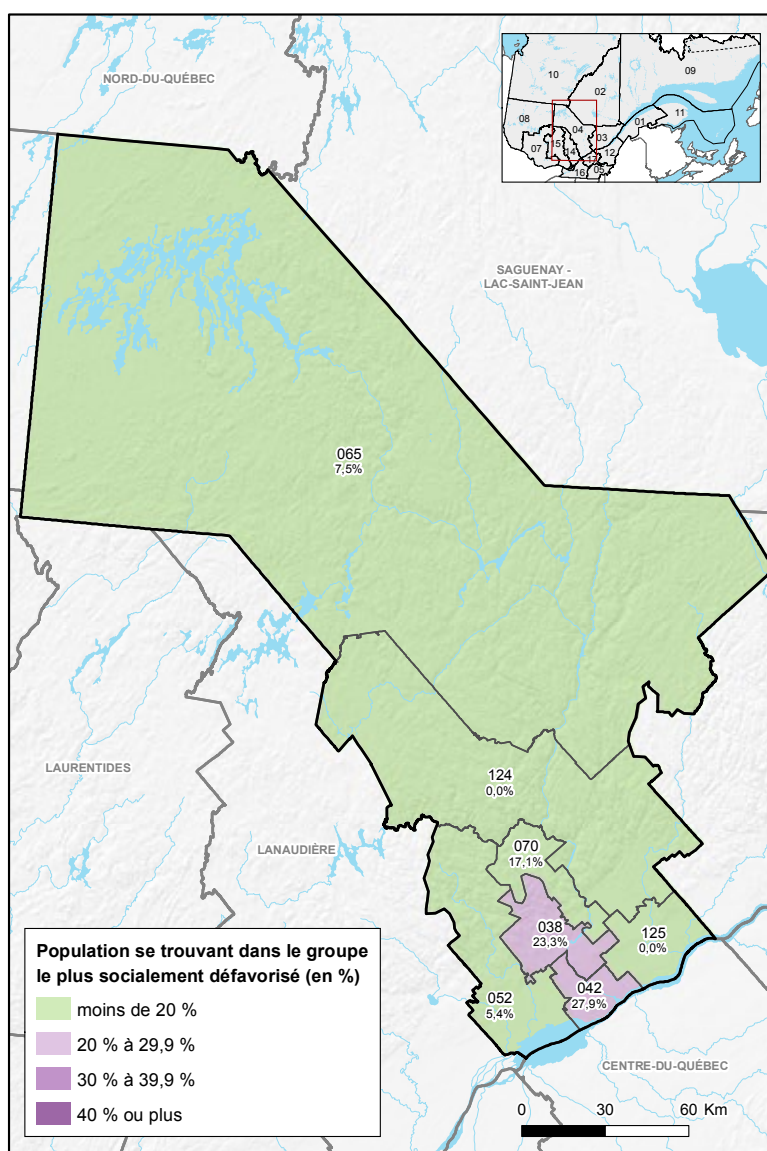 NORD-DU-QUÉBEC
10
02
09
08
04
03
01
11
07
15
14
12
17
16
05
SAGUENAY -
LAC-SAINT-JEAN
065
7,5%
124
0,0%
LAURENTIDES
LANAUDIÈRE
070
17,1%
038
23,3%
125
0,0%
052
5,4%
042
27,9%
CENTRE-DU-QUÉBEC
Population se trouvant dans le groupe
le plus socialement défavorisé (en %)
moins de 20 %
20 % à 29,9 %
30 % à 39,9 %
40 % ou plus
0 30 60 Km